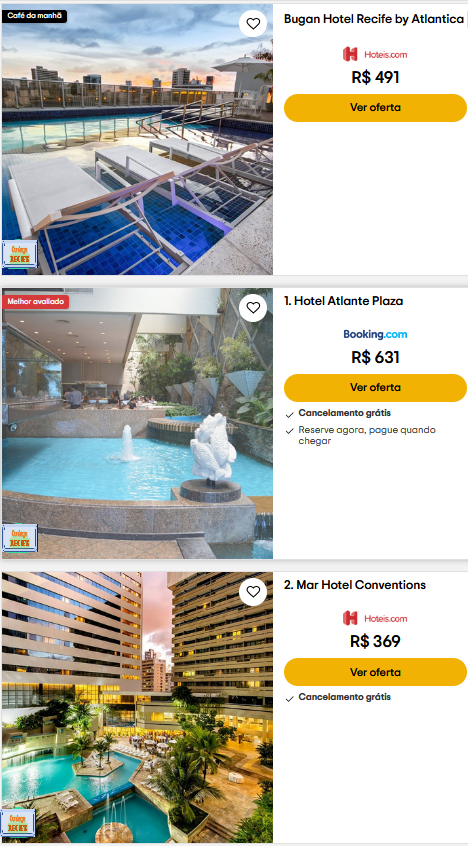 Café da manhã
Bugan Hotel Recife by Atlantica
Hoteis.com
R$ 491
Ver oferta
Melhor avaliado
1. Hotel Atlante Plaza
Booking.com
R$ 631
Ver oferta
Cancelamento grátis
Reserve agora, pague quando
chegar
2. Mar Hotel Conventions
Hoteis.com
R$ 369
Ver oferta
Cancelamento grátis